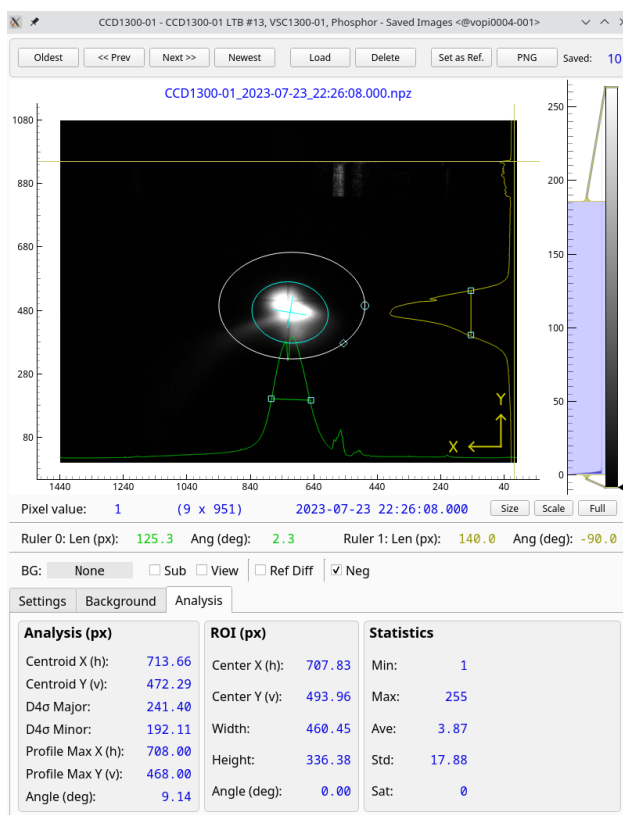 CCD1300-01 - CCD1300-01 LTB #13, VSC1300-01, Phosphor - Saved Images <@vopi0004-001>
Oldest << Prev Next >> Newest Load Delete Set as Ref. PNG Saved: 10
CCD1300-01_2023-07-23_22:26:08.000.npz
1080
880
680
480
280
80
1440 1240 1040 840 640 440 240 40
Y
X
250
200
150
100
50
0
Pixel value: 1 (9 x 951) 2023-07-23 22:26:08.000 Size Scale Full
Ruler 0: Len (px): 125.3 Ang (deg): 2.3 Ruler 1: Len (px): 140.0 Ang (deg): -90.0
BG: None Sub View Ref Diff Neg
Settings Background Analysis
Analysis (px)
Centroid X (h): 713.66
Centroid Y (v): 472.29
D4σ Major: 241.40
D4σ Minor: 192.11
Profile Max X (h): 708.00
Profile Max Y (v): 468.00
Angle (deg): 9.14
ROI (px)
Center X (h): 707.83
Center Y (v): 493.96
Width: 460.45
Height: 336.38
Angle (deg): 0.00
Statistics
Min: 1
Max: 255
Ave: 3.87
Std: 17.88
Sat: 0